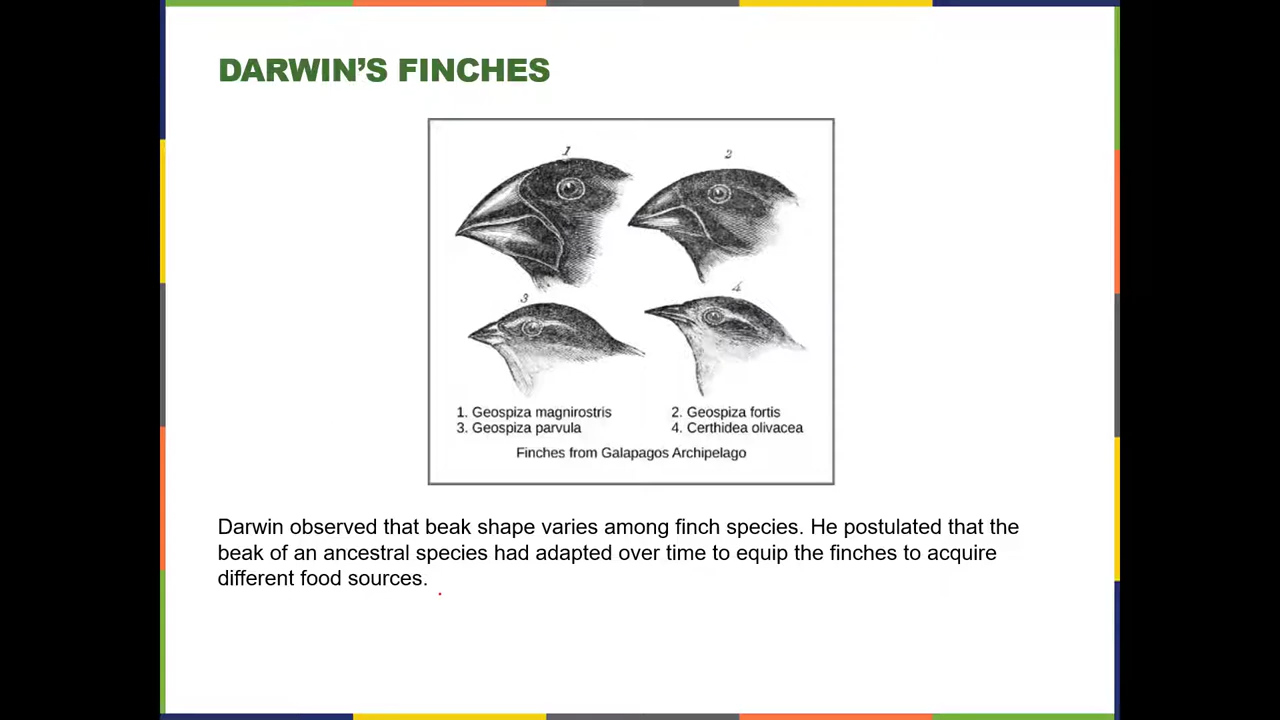 DARWIN'S FINCHES
1
2
3
4
1. Geospiza magnirostris
2. Geospiza fortis
3. Geospiza parvula
4. Certhidea olivacea
Finches from Galapagos Archipelago
Darwin observed that beak shape varies among finch species. He postulated that the
beak of an ancestral species had adapted over time to equip the finches to acquire
different food sources.